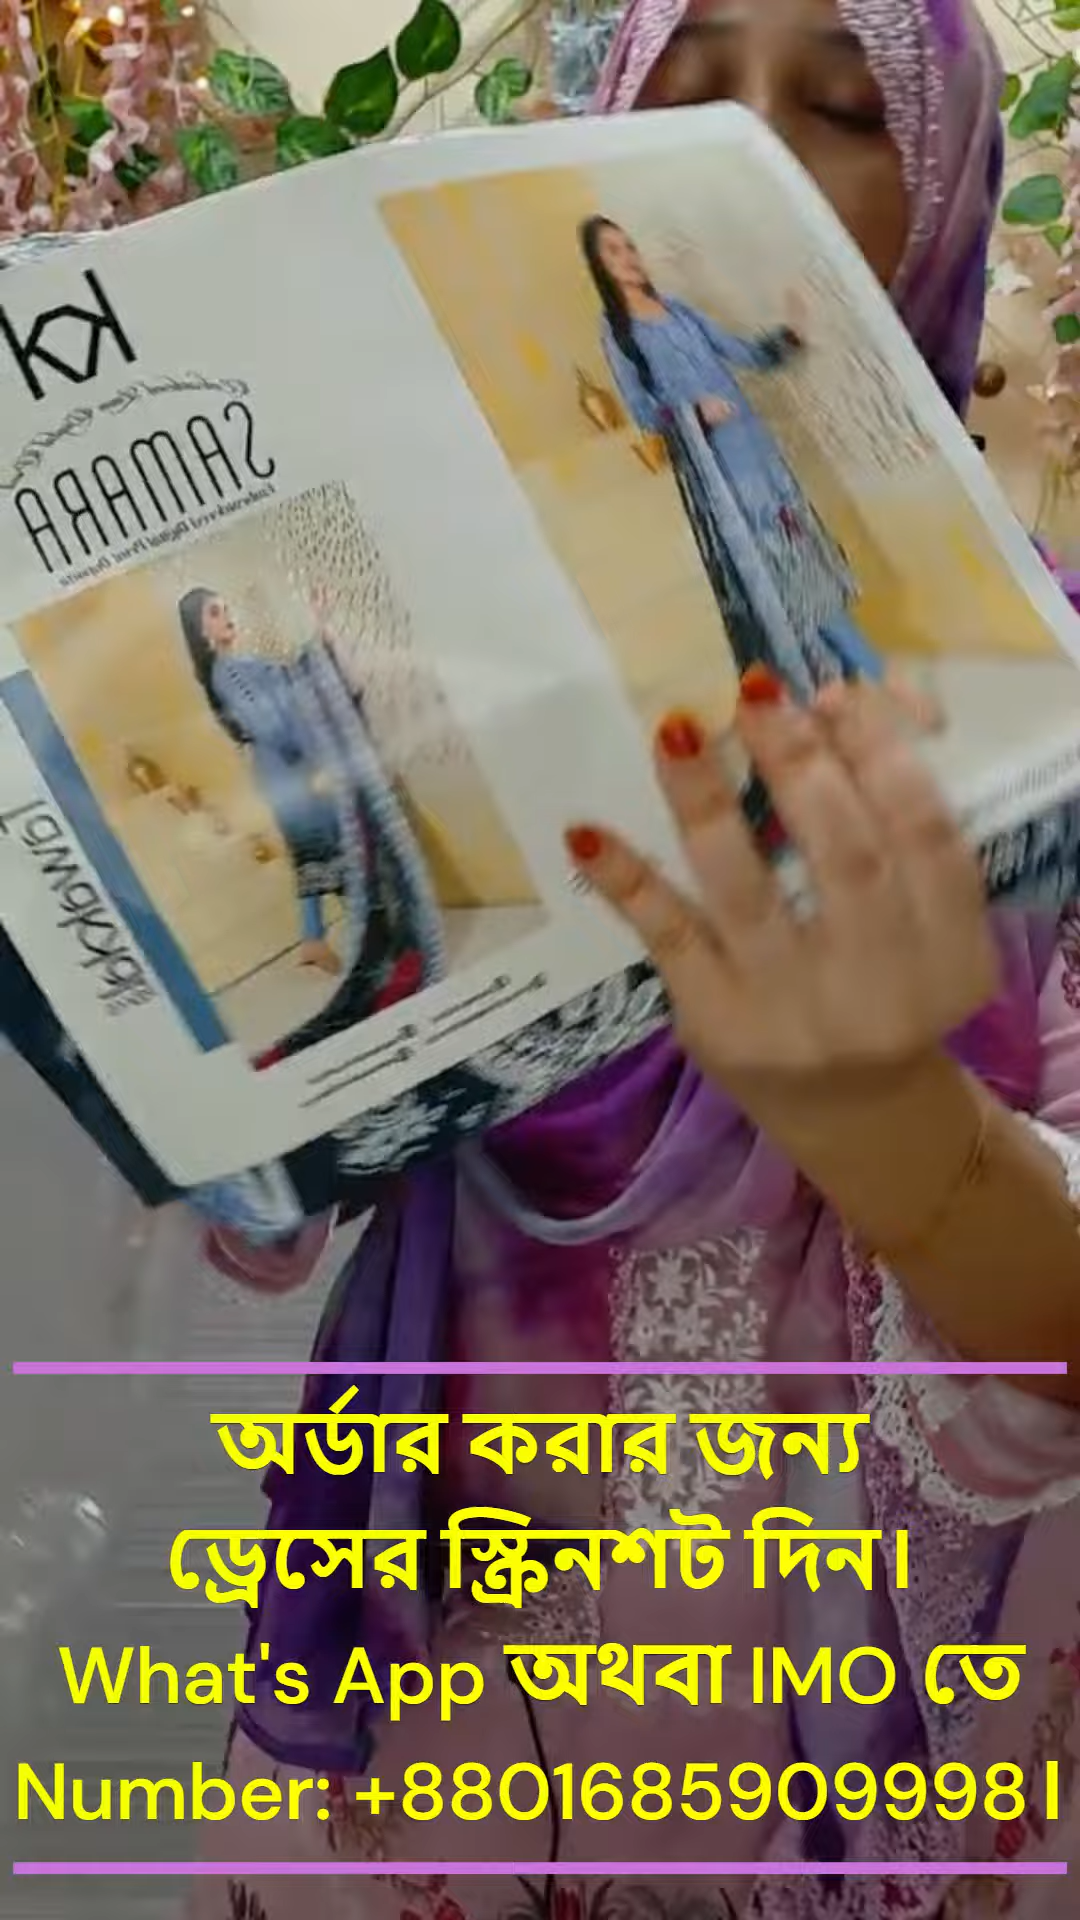 SAMARA
অর্ডার করার জন্য
ড্রেসের স্ক্রিনশট দিন।
What's App অথবা IMO তে
Number: +8801685909998।